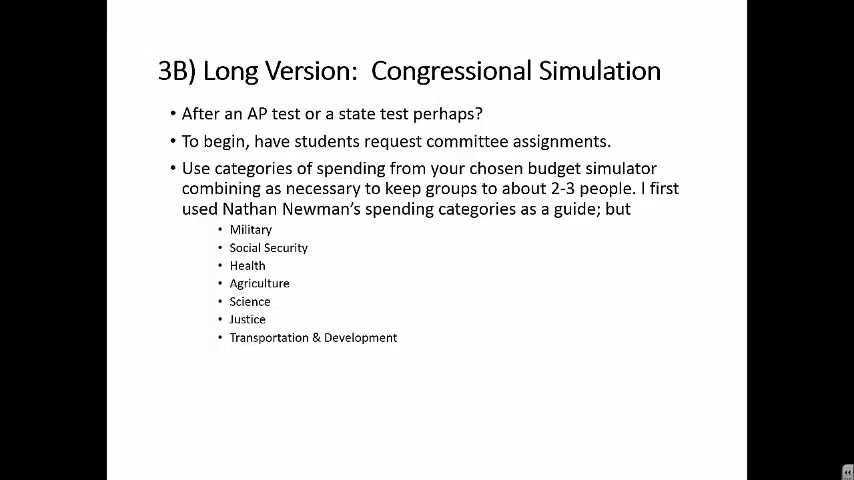 3B) Long Version:  Congressional Simulation
• After an AP test or a state test perhaps?
• To begin, have students request committee assignments.
• Use categories of spending from your chosen budget simulator
combining as necessary to keep groups to about 2-3 people. I first
used Nathan Newman's spending categories as a guide; but
• Military
• Social Security
• Health
• Agriculture
• Science
• Justice
• Transportation & Development